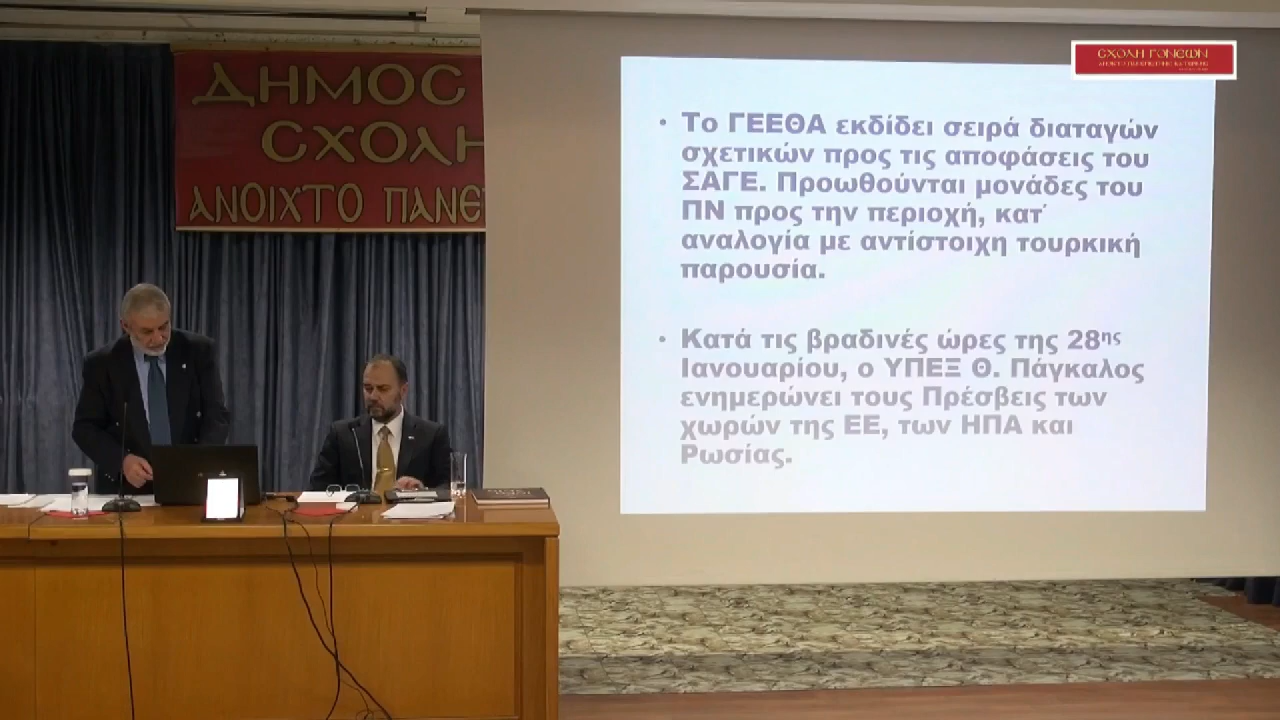 ΔΗΜΟΣ
ΣΧΟΛΗ
ΑΝΟΙΧΤΟ ΠΑΝΕ
ΣΧΟΛΗ ΓΟΝΕΩΝ
• Το ΓΕΕΘΑ εκδίδει σειρά διαταγών
σχετικών προς τις αποφάσεις του
ΣΑΓΕ. Προωθούνται μονάδες του
ΠΝ προς την περιοχή, κατ΄
αναλογία με αντίστοιχη τουρκική
παρουσία.
• Κατά τις βραδινές ώρες της 28ης
Ιανουαρίου, ο ΥΠΕΞ Θ. Πάγκαλος
ενημερώνει τους Πρέσβεις των
χωρών της ΕΕ, των ΗΠΑ και
Ρωσίας.